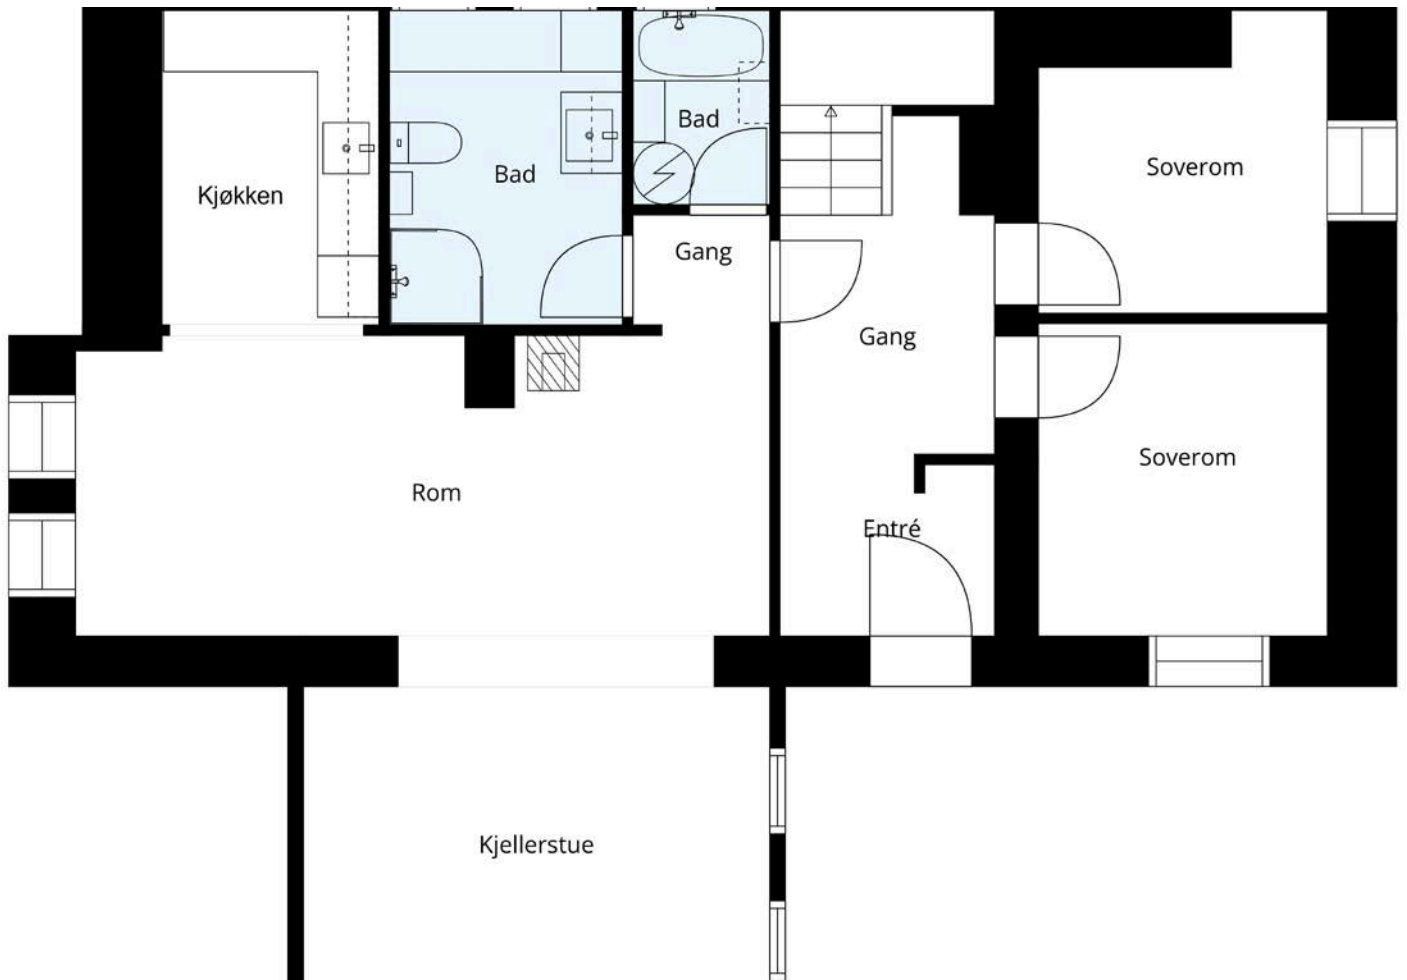 Kjøkken
Bad
Bad
Gang
Soverom
Gang
Soverom
Rom
Entré
Kjellerstue